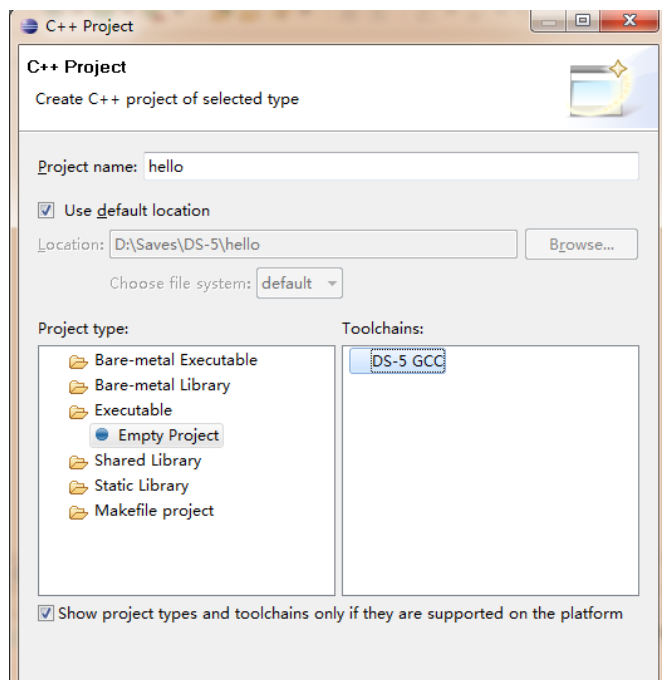 C++ Project
C++ Project
Create C++ project of selected type
Project name: hello
Use default location
Location: D:\Saves\DS-5\hello Browse...
Choose file system: default
Project type: Toolchains:
Bare-metal Executable DS-5 GCC
Bare-metal Library
Executable
Empty Project
Shared Library
Static Library
Makefile project
Show project types and toolchains only if they are supported on the platform